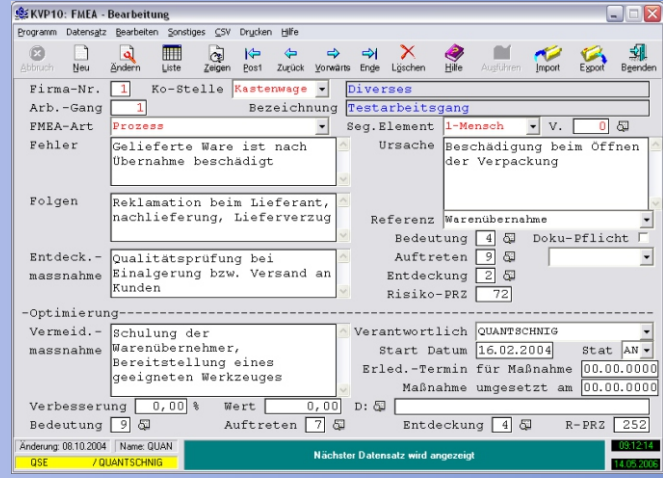 KVP10: FMEA - Bearbeitung
Programm Datensatz Bearbeiten Sonstiges CSV Drucken Hilfe
Abbruch Neu Ändern Liste Zeigen Pos1 Zurück Vorwärts Ende Löschen Hilfe Ausführen Import Export Beenden
Firma-Nr. 1 Ko-Stelle Kastenwage Diverses
Arb.-Gang 1 Bezeichnung Testarbeitsgang
FMEA-Art Prozess Seg.Element 1-Mensch V. 0
Fehler Gelieferte Ware ist nach Ursache Beschädigung beim Öffnen
Übernahme beschädigt der Verpackung
Folgen Reklamation beim Lieferant,
nachlieferung, Lieferverzug
Referenz Warenübernahme
Bedeutung 4 Doku-Pflicht
Entdeck.- Qualitätsprüfung bei Auftreten 9
massnahme Einalgerung bzw. Versand an Entdeckung 2
Kunden Risiko-PRZ 72
-Optimierung-
Vermeid.- Schulung der Verantwortlich QUANTSCHNIG
massnahme Warenübernehmer, Start Datum 16.02.2004 Stat AN
Bereitstellung eines Erled.-Termin für Maßnahme 00.00.0000
geeigneten Werkzeuges Maßnahme umgesetzt am 00.00.0000
Verbesserung 0,00 % Wert 0,00 D:
Bedeutung 9 Auftreten 7 Entdeckung 4 R-PRZ 252
Änderung: 08.10.2004 Name: QUAN Nächster Datensatz wird angezeigt 09:12:14
QSE / QUANTSCHNIG 14.05.2006